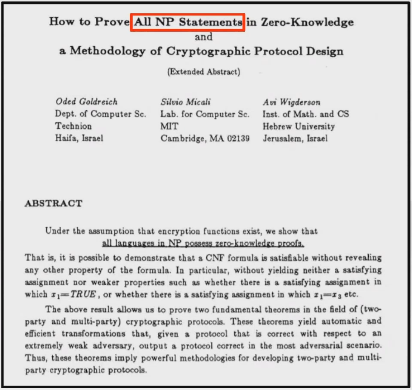 How to Prove All NP Statements in Zero-Knowledge
and
a Methodology of Cryptographic Protocol Design
(Extended Abstract)
Oded Goldreich Silvio Micali Avi Wigderson
Dept. of Computer Sc. Lab. for Computer Sc. Inst. of Math. and CS
Technion MIT Hebrew University
Haifa, Israel Cambridge, MA 02139 Jerusalem, Israel
ABSTRACT
Under the assumption that encryption functions exist, we show that
all languages in NP possess zero-knowledge proofs.
That is, it is possible to demonstrate that a CNF formula is satisfiable without revealing
any other property of the formula. In particular, without yielding neither a satisfying
assignment nor weaker properties such as whether there is a satisfying assignment in
which x₁=TRUE, or whether there is a satisfying assignment in which x₁=x₂ etc.
The above result allows us to prove two fundamental theorems in the field of (two-
party and multi-party) cryptographic protocols. These theorems yield automatic and
efficient transformations that, given a protocol that is correct with respect to an
extremely weak adversary, output a protocol correct in the most adversarial scenario.
Thus, these theorems imply powerful methodologies for developing two-party and multi-
party cryptographic protocols.